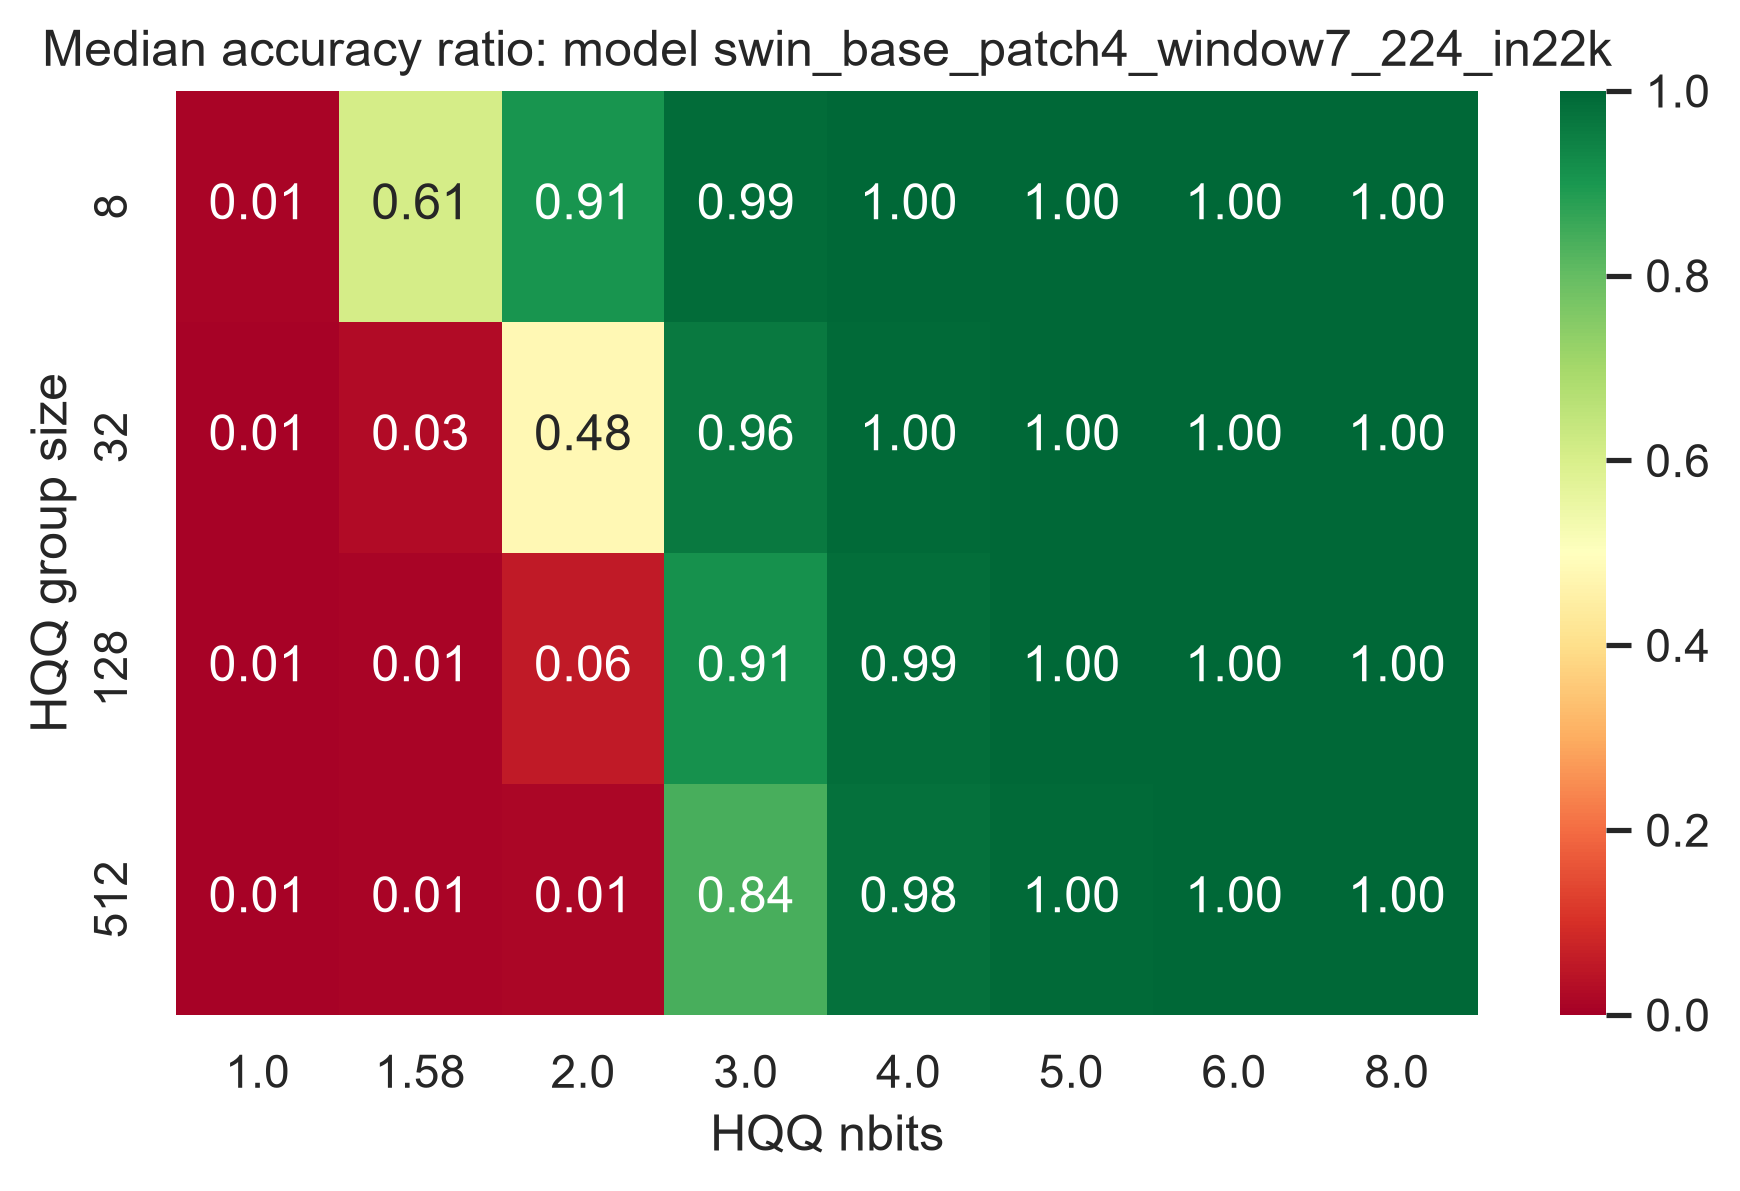 Median accuracy ratio: model swin_base_patch4_window7_224_in22k
HQQ group size
8
0.01 0.61 0.91 0.99 1.00 1.00 1.00 1.00
32
0.01 0.03 0.48 0.96 1.00 1.00 1.00 1.00
128
0.01 0.01 0.06 0.91 0.99 1.00 1.00 1.00
512
0.01 0.01 0.01 0.84 0.98 1.00 1.00 1.00
1.0 1.58 2.0 3.0 4.0 5.0 6.0 8.0
HQQ nbits
1.0
0.8
0.6
0.4
0.2
0.0